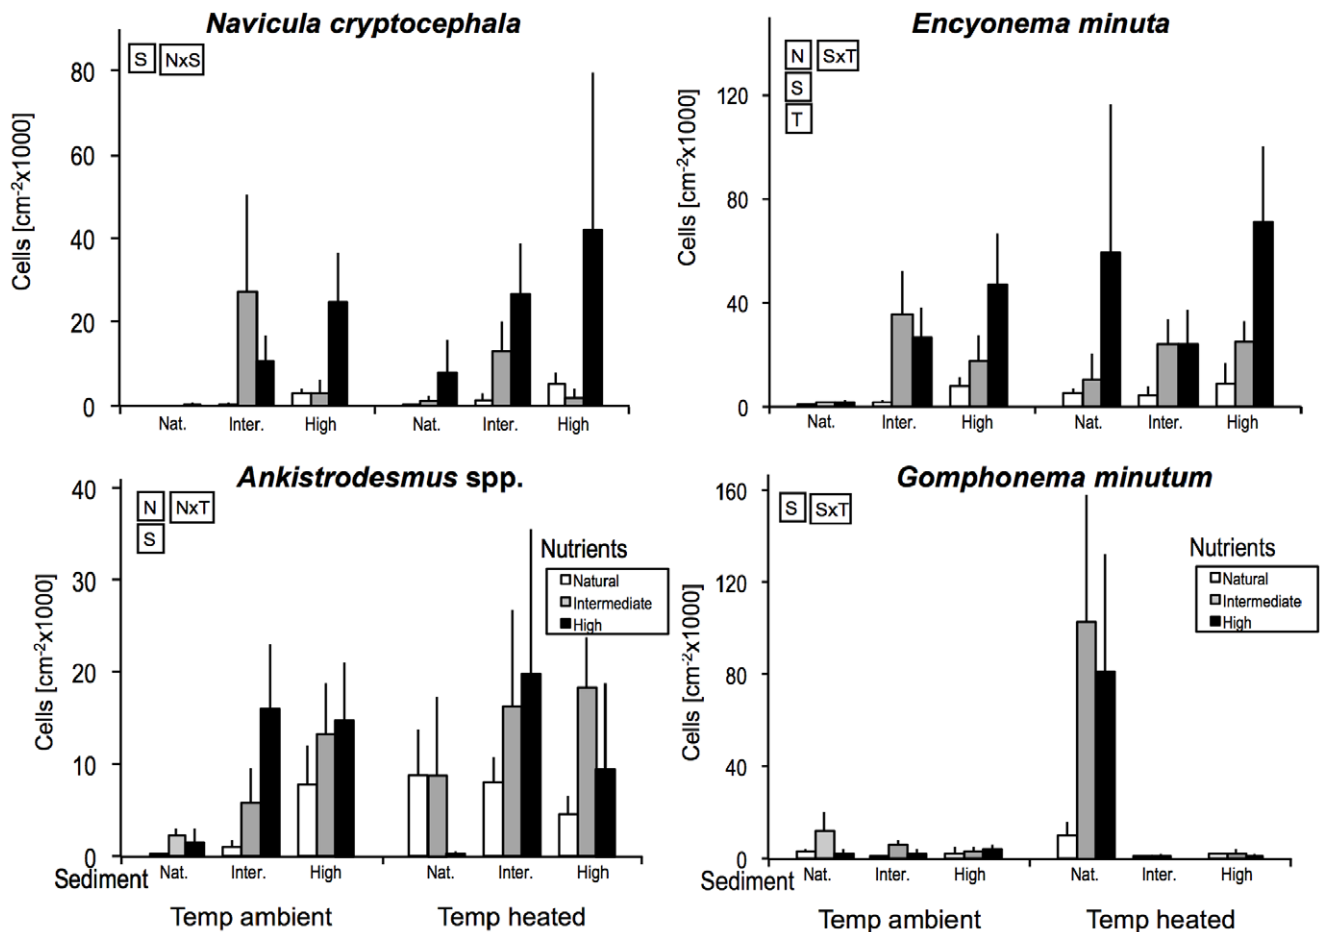 Navicula cryptocephala
S NxS
Cells [cm-2x1000]
80
60
40
20
0
Nat. Inter. High Nat. Inter. High
Encyonema minuta
N SxT
S
T
Cells [cm-2x1000]
120
80
40
0
Nat. Inter. High Nat. Inter. High
Ankistrodesmus spp.
N NxT
S
Nutrients
Natural
Intermediate
High
Cells [cm-2x1000]
40
30
20
10
0
Sediment Nat. Inter. High Nat. Inter. High
Temp ambient Temp heated
Gomphonema minutum
S SxT
Nutrients
Natural
Intermediate
High
Cells [cm-2x1000]
160
120
80
40
0
Sediment Nat. Inter. High Nat. Inter. High
Temp ambient Temp heated